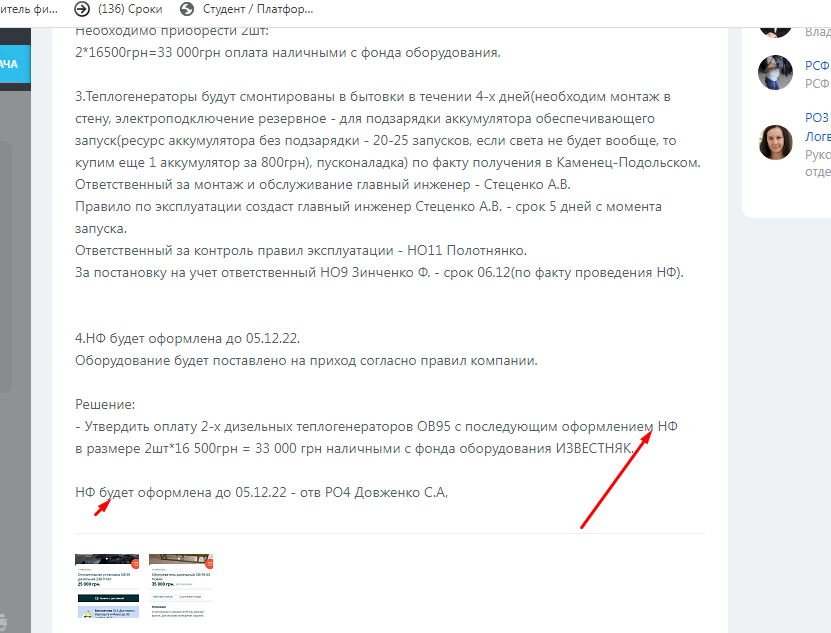 итель фи...
(136) Сроки
Студент / Платфор...
АЧА
Необходимо приобрести 2шт:
2*16500грн=33 000грн оплата наличными с фонда оборудования.
3.Теплогенераторы будут смонтированы в бытовки в течении 4-х дней(необходим монтаж в
стену, электроподключение резервное - для подзарядки аккумулятора обеспечивающего
запуск(ресурс аккумулятора без подзарядки - 20-25 запусков, если света не будет вообще, то
купим еще 1 аккумулятор за 800грн), пусконаладка) по факту получения в Каменец-Подольском.
Ответственный за монтаж и обслуживание главный инженер - Стеценко А.В.
Правило по эксплуатации создаст главный инженер Стеценко А.В. - срок 5 дней с момента
запуска.
Ответственный за контроль правил эксплуатации - НО11 Полотнянко.
За постановку на учет ответственный НО9 Зинченко Ф. - срок 06.12(по факту проведения НФ).
4.НФ будет оформлена до 05.12.22.
Оборудование будет поставлено на приход согласно правил компании.
Решение:
- Утвердить оплату 2-х дизельных теплогенераторов ОВ95 с последующим оформлением НФ
в размере 2шт*16 500грн = 33 000 грн наличными с фонда оборудования ИЗВЕСТНЯК.
НФ будет оформлена до 05.12.22 - отв РО4 Довженко С.А,
Влад
РСФ
РСФ
РО3
Логв
Руко
отде
25 000 грн.
35 000 грн.